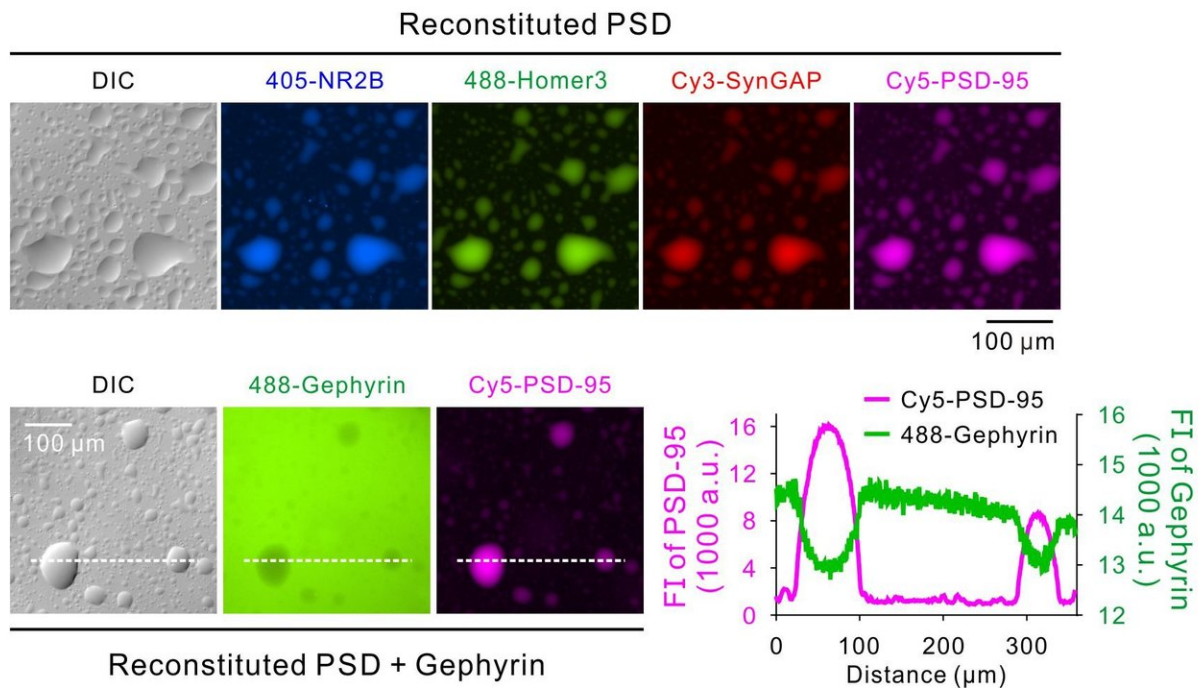 Reconstituted PSD
DIC
405-NR2B
488-Homer3
Cy3-SynGAP
Cy5-PSD-95
100 µm
DIC
488-Gephyrin
Cy5-PSD-95
100 µm
Reconstituted PSD + Gephyrin
Cy5-PSD-95
488-Gephyrin
FI of PSD-95
(1000 a.u.)
16
12
8
4
0
16
15
14
13
12
FI of Gephyrin
(1000 a.u.)
0 100 200 300
Distance (µm)